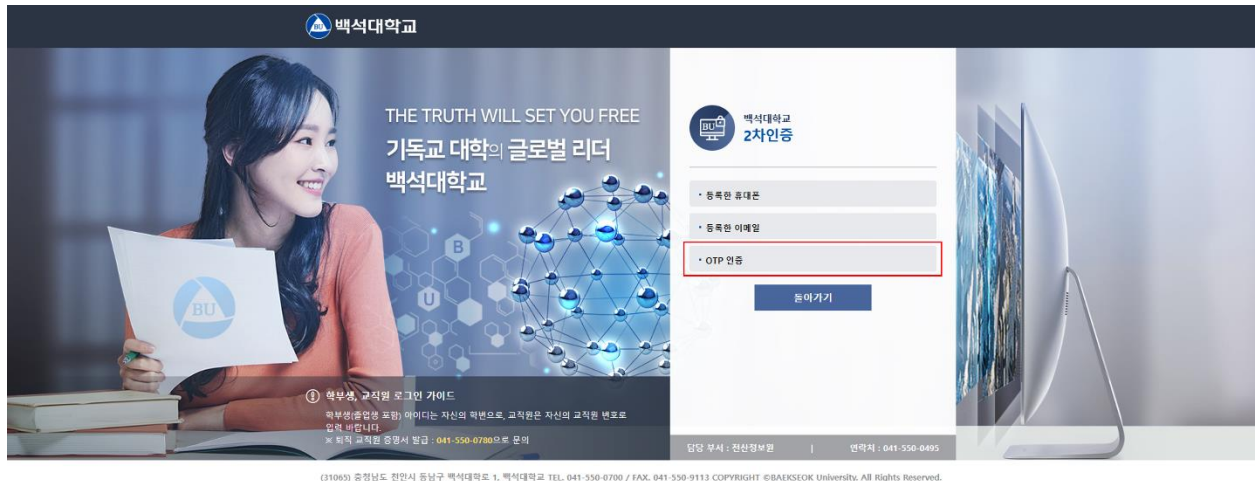 BU 백석대학교
THE TRUTH WILL SET YOU FREE
기독교 대학의 글로벌 리더
백석대학교
B
U
BU
학부생, 교직원 로그인 가이드
학부생(졸업생 포함) 아이디는 자신의 학번으로, 교직원은 자신의 교직원 번호로
입력 바랍니다.
※ 퇴직 교직원 증명서 발급 : 041-550-0780으로 문의
BU
백석대학교
2차인증
• 등록한 휴대폰
• 등록한 이메일
• OTP 인증
돌아가기
담당 부서 : 전산정보원 | 연락처 : 041-550-0495
(31065) 충청남도 천안시 동남구 백석대학로 1, 백석대학교 TEL. 041-550-0700 / FAX. 041-550-9113 COPYRIGHT ©BAEKSEOK University. All Rights Reserved.